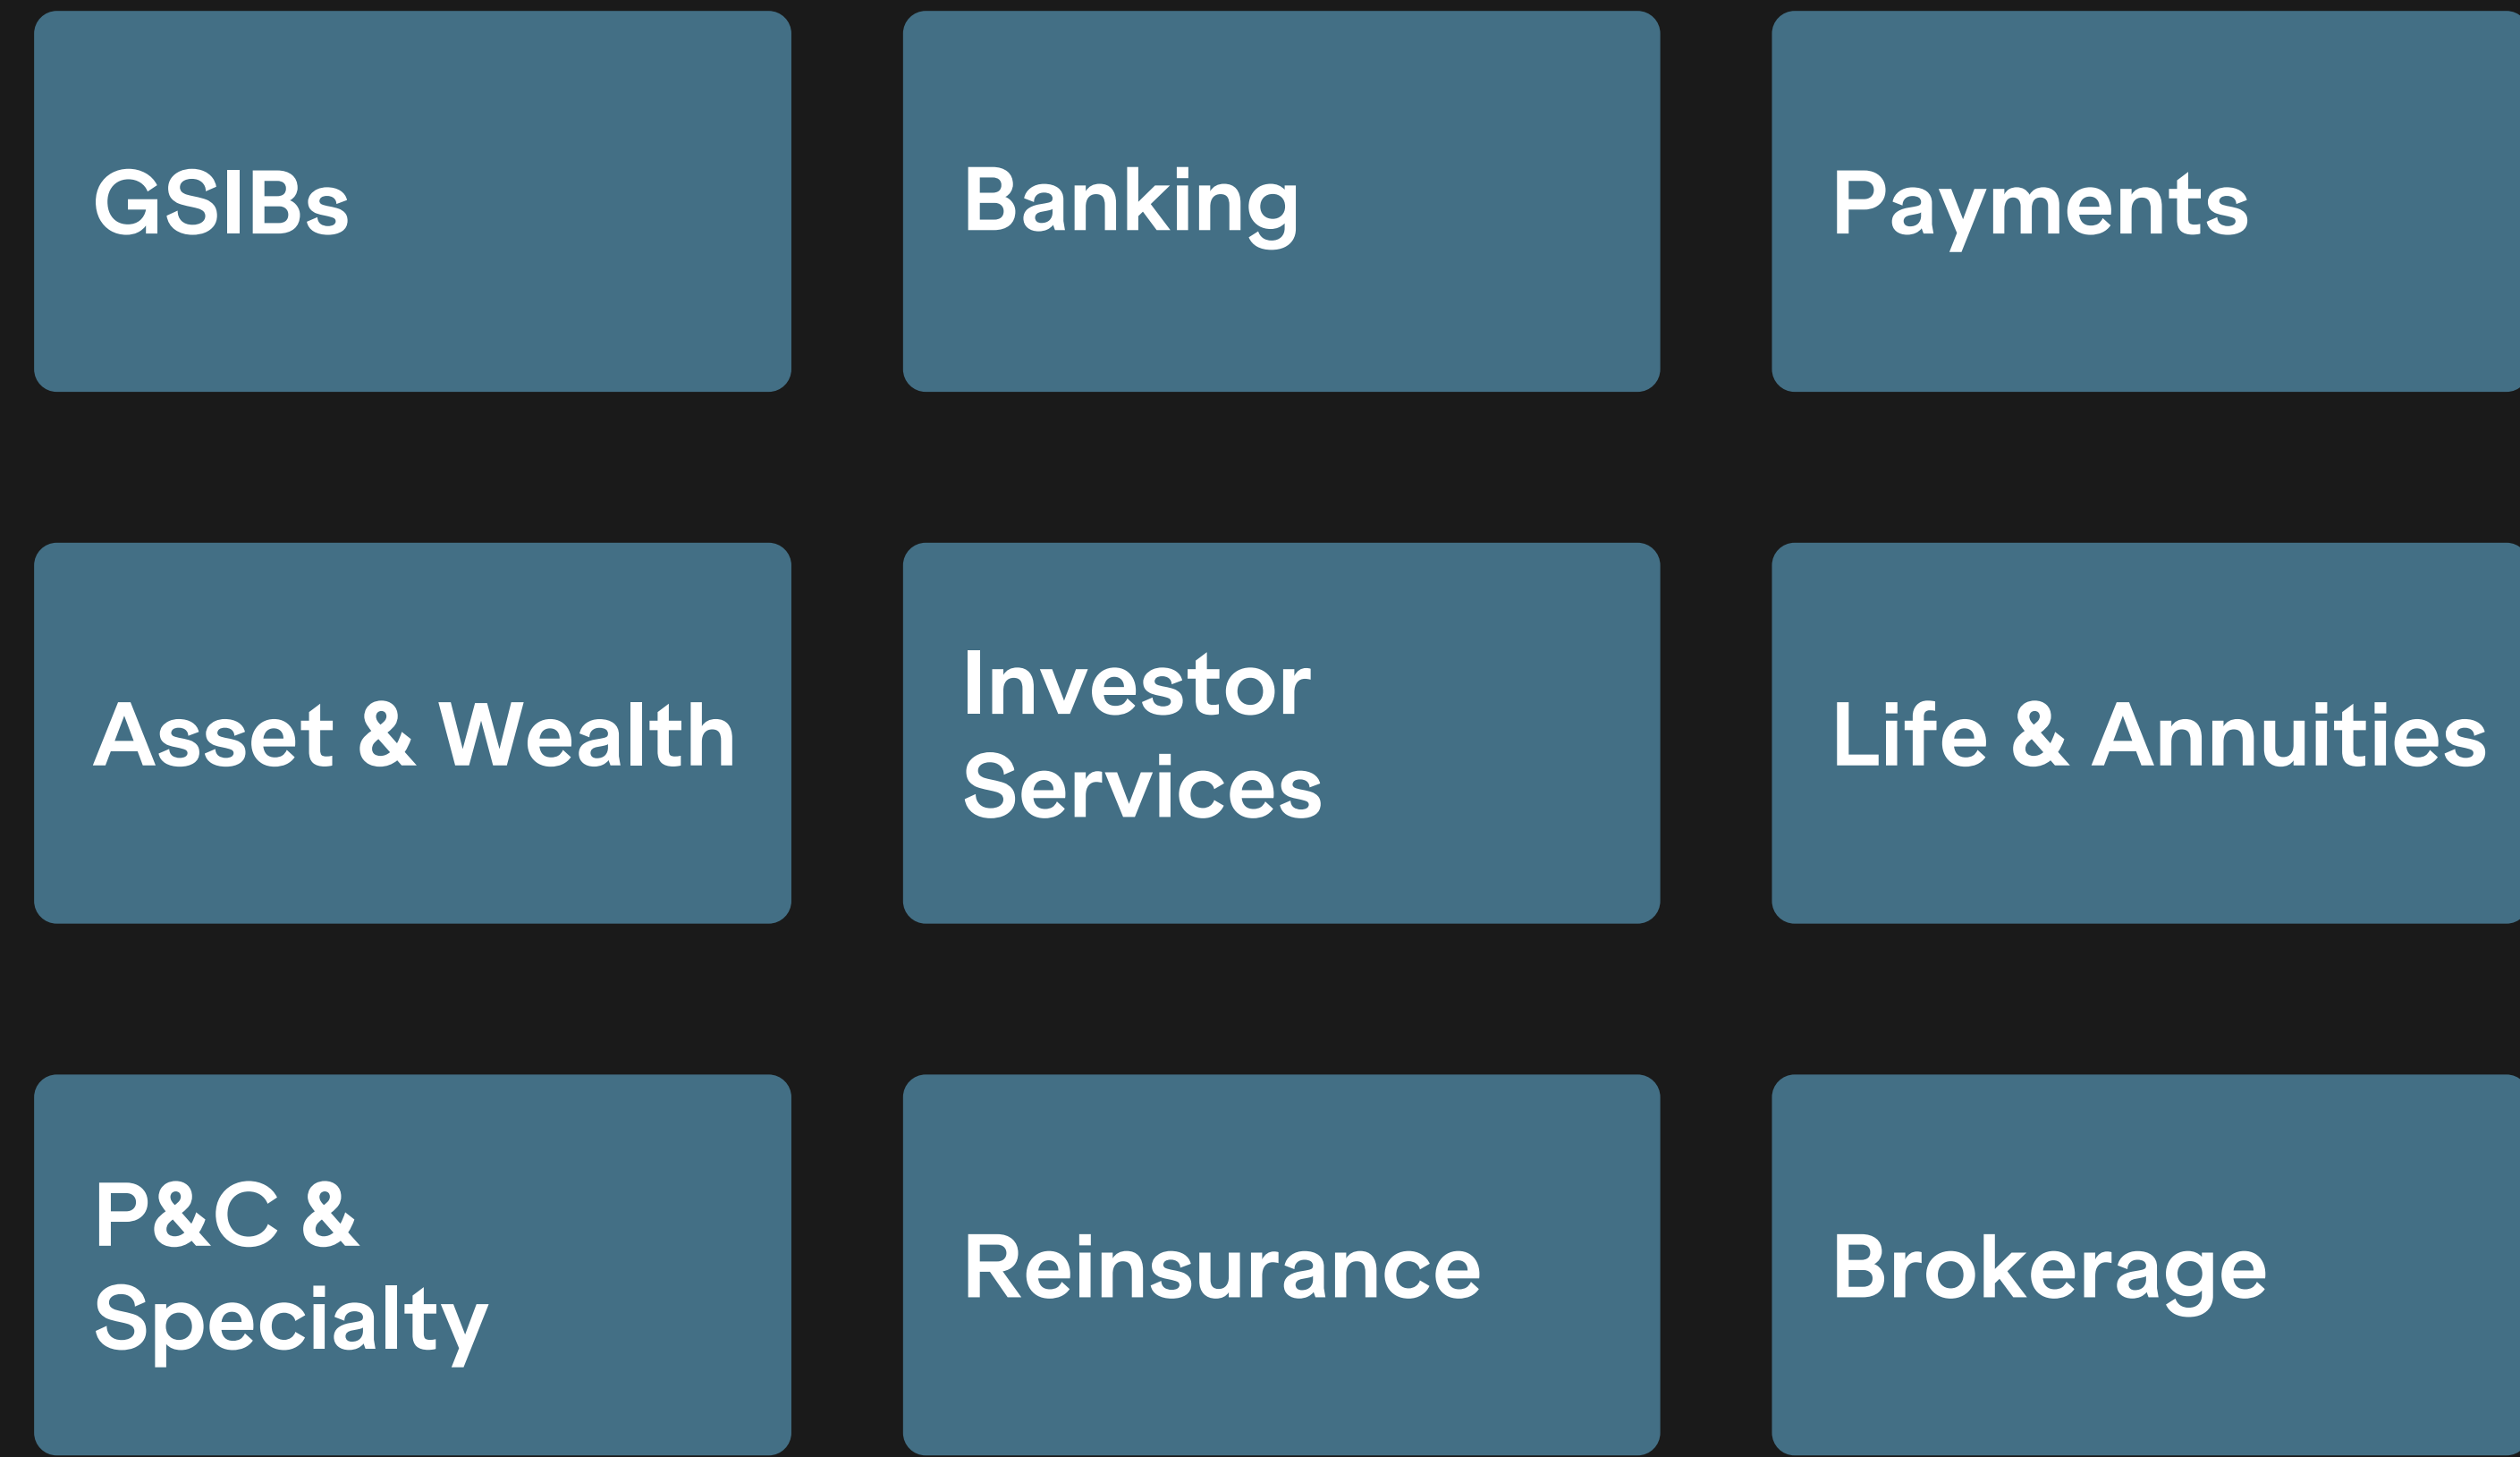 GSIBs
Banking
Payments
Asset & Wealth
Investor
Services
Life & Annuities
P&C &
Specialty
Reinsurance
Brokerage